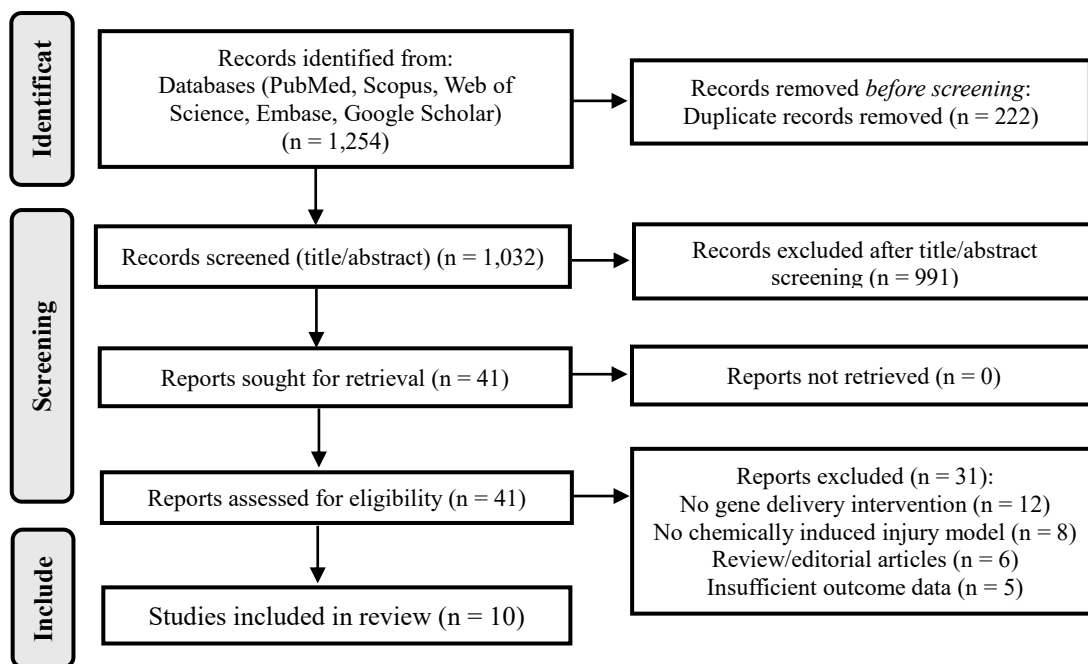 Identificat
Records identified from:
Databases (PubMed, Scopus, Web of
Science, Embase, Google Scholar)
(n = 1,254)
Records removed before screening:
Duplicate records removed (n = 222)
Screening
Records screened (title/abstract) (n = 1,032)
Records excluded after title/abstract
screening (n = 991)
Reports sought for retrieval (n = 41)
Reports not retrieved (n = 0)
Reports assessed for eligibility (n = 41)
Reports excluded (n = 31):
No gene delivery intervention (n = 12)
No chemically induced injury model (n = 8)
Review/editorial articles (n = 6)
Insufficient outcome data (n = 5)
Include
Studies included in review (n = 10)